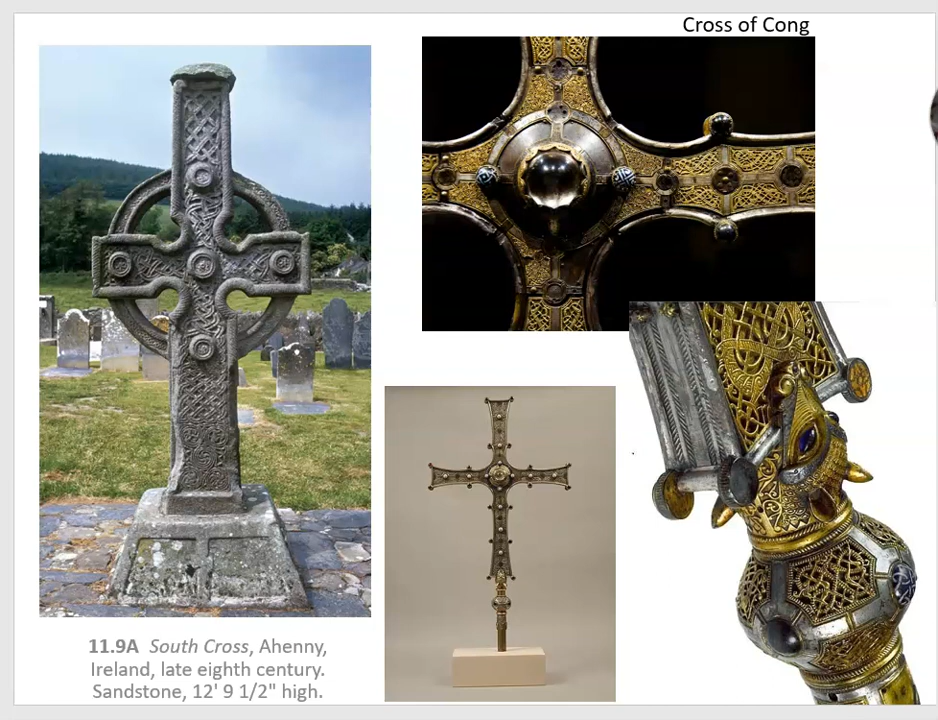 Cross of Cong
11.9A South Cross, Ahenny,
Ireland, late eighth century.
Sandstone, 12' 9 1/2" high.